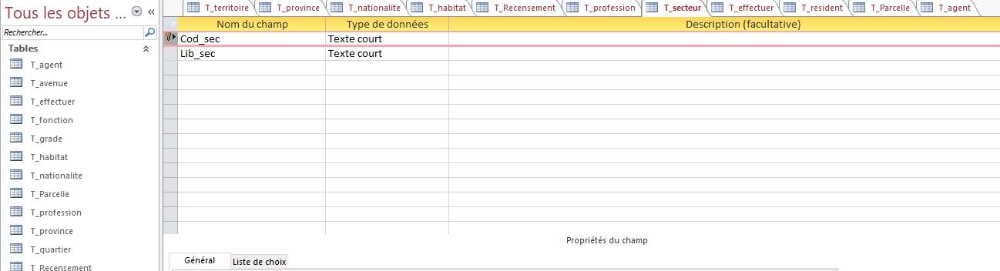 Tous les objets ... «
Rechercher...
Tables
T_agent
T_avenue
T_effectuer
T_fonction
T_grade
T_habitat
T_nationalite
T_Parcelle
T_profession
T_province
T_quartier
T_Recensement
T_territoire T_province T_nationalite T_habitat T_Recensement T_profession T_secteur T_effectuer T_resident T_Parcelle T_agent
Nom du champ Type de données Description (facultative)
Cod_sec Texte court
Lib_sec Texte court
Propriétés du champ
Général Liste de choix